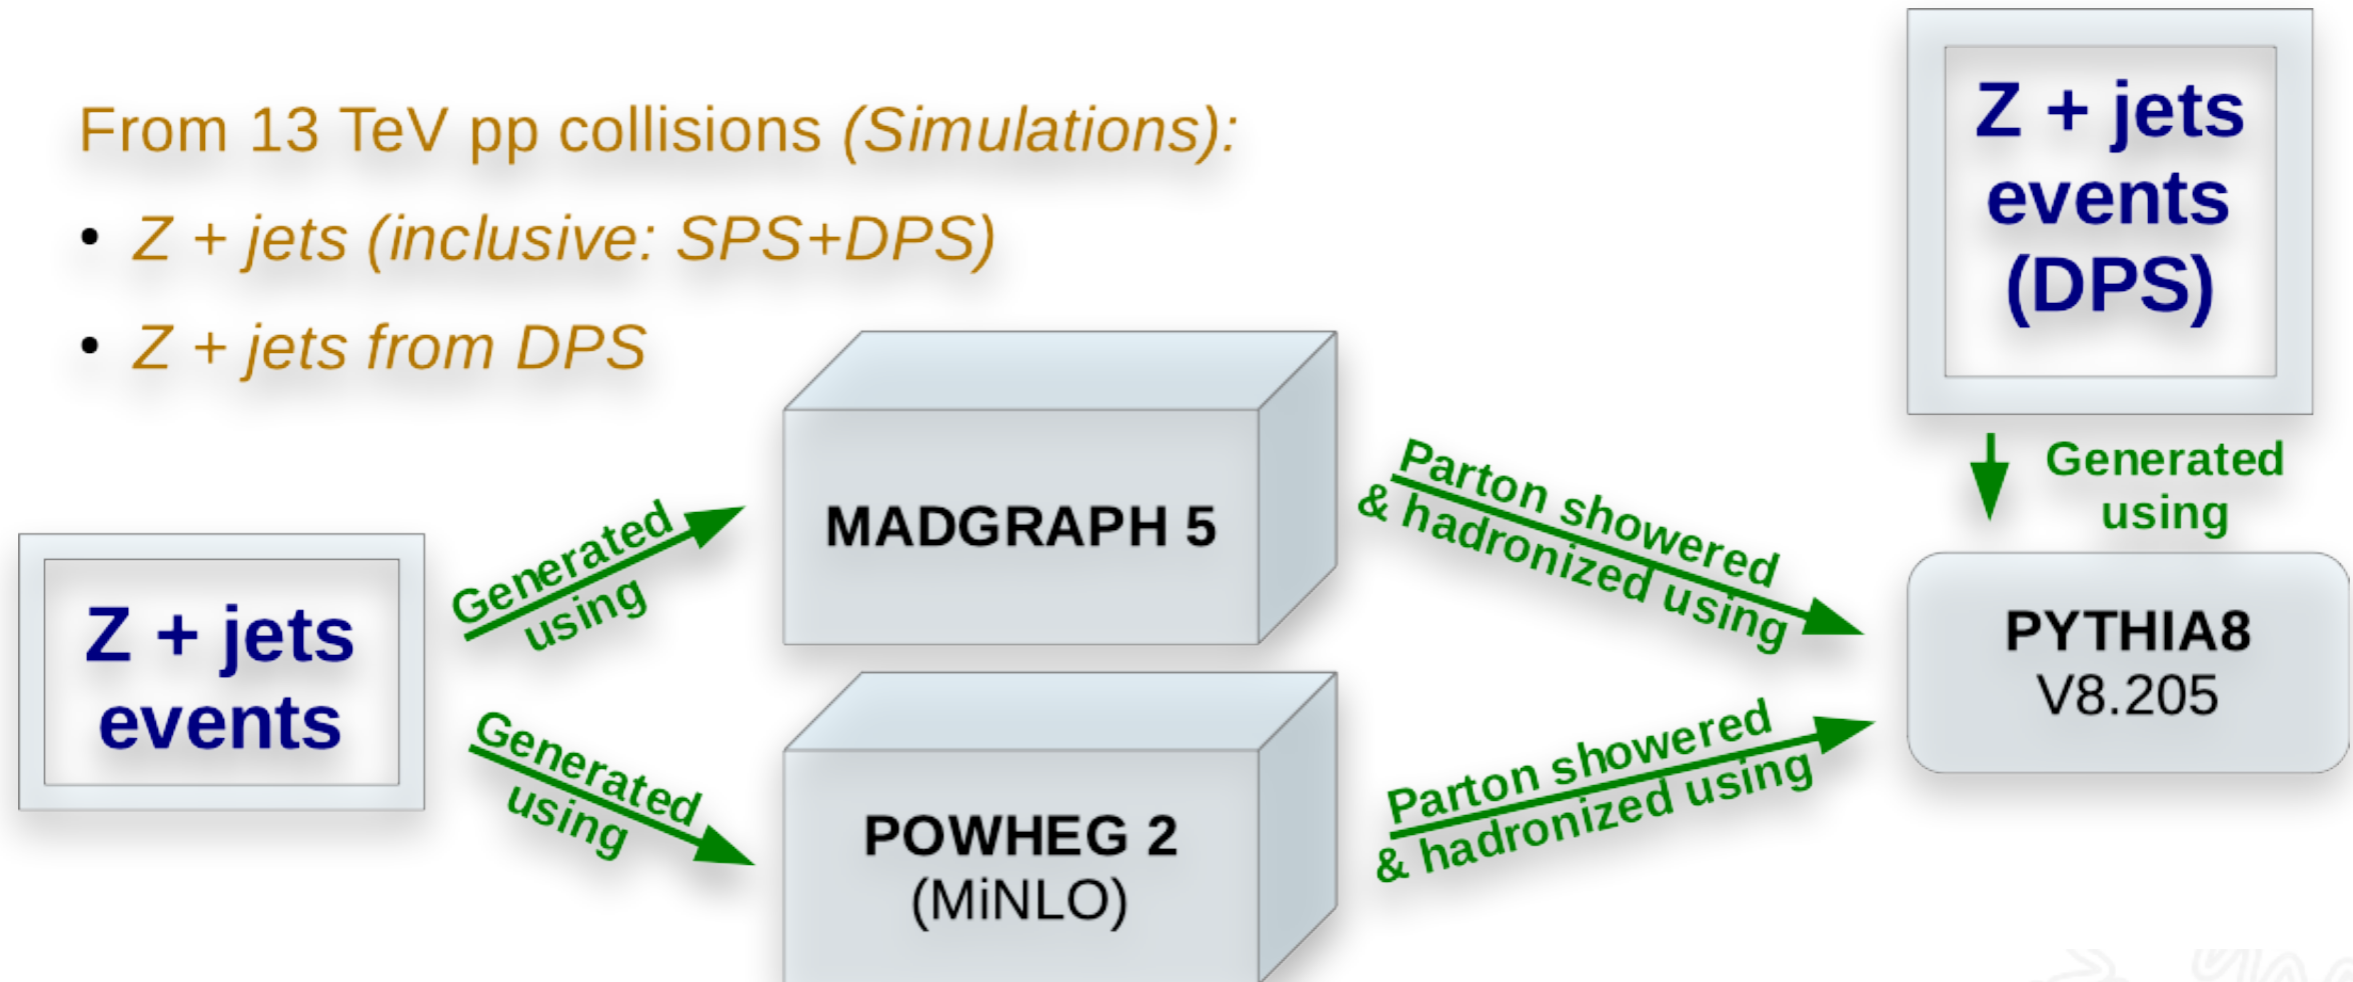 From 13 TeV pp collisions (Simulations):
• Z + jets (inclusive: SPS+DPS)
• Z + jets from DPS
Z + jets
events
(DPS)
Generated
using
MADGRAPH 5
Parton showered
& hadronized using
Generated
using
Z + jets
events
PYTHIA8
V8.205
Generated
using
POWHEG 2
(MiNLO)
Parton showered
& hadronized using